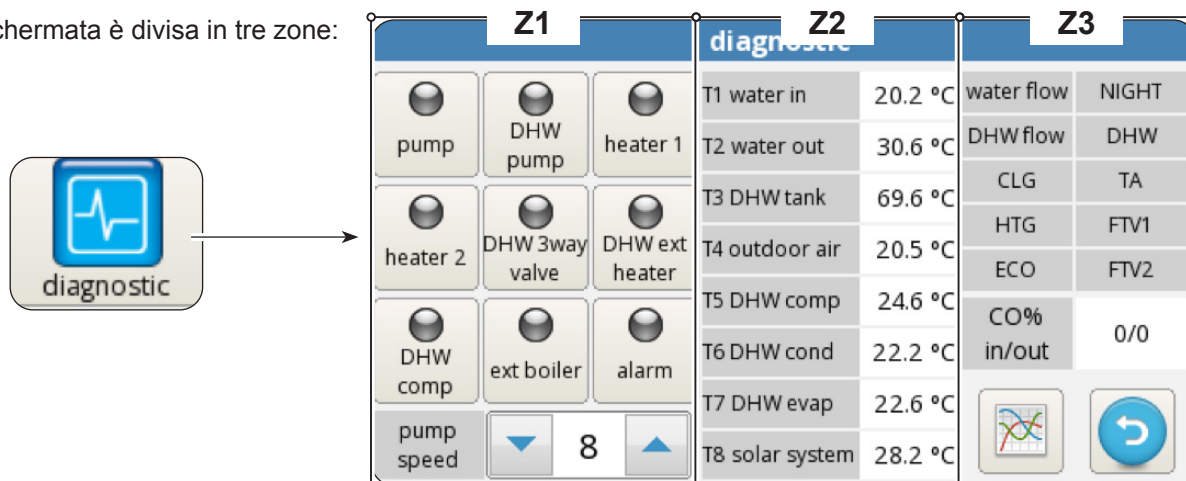 chermata è divisa in tre zone:
diagnostic
Z1
pump
DHW
pump
heater 1
heater 2
DHW 3way
valve
DHW ext
heater
DHW
comp
ext boiler
alarm
pump
speed
8
Z2
diagnostic
T1 water in 20.2 °C
T2 water out 30.6 °C
T3 DHW tank 69.6 °C
T4 outdoor air 20.5 °C
T5 DHW comp 24.6 °C
T6 DHW cond 22.2 °C
T7 DHW evap 22.6 °C
T8 solar system 28.2 °C
Z3
water flow NIGHT
DHW flow DHW
CLG TA
HTG FTV1
ECO FTV2
CO%
in/out
0/0